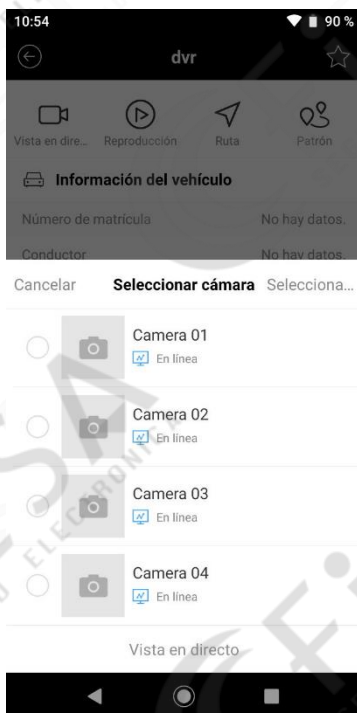 10:54 90 %
dvr
Vista en dire... Reproducción Ruta Patrón
Información del vehículo
Número de matrícula No hay datos.
Conductor No hay datos.
Cancelar Seleccionar cámara Selecciona...
Camera 01
En línea
Camera 02
En línea
Camera 03
En línea
Camera 04
En línea
Vista en directo